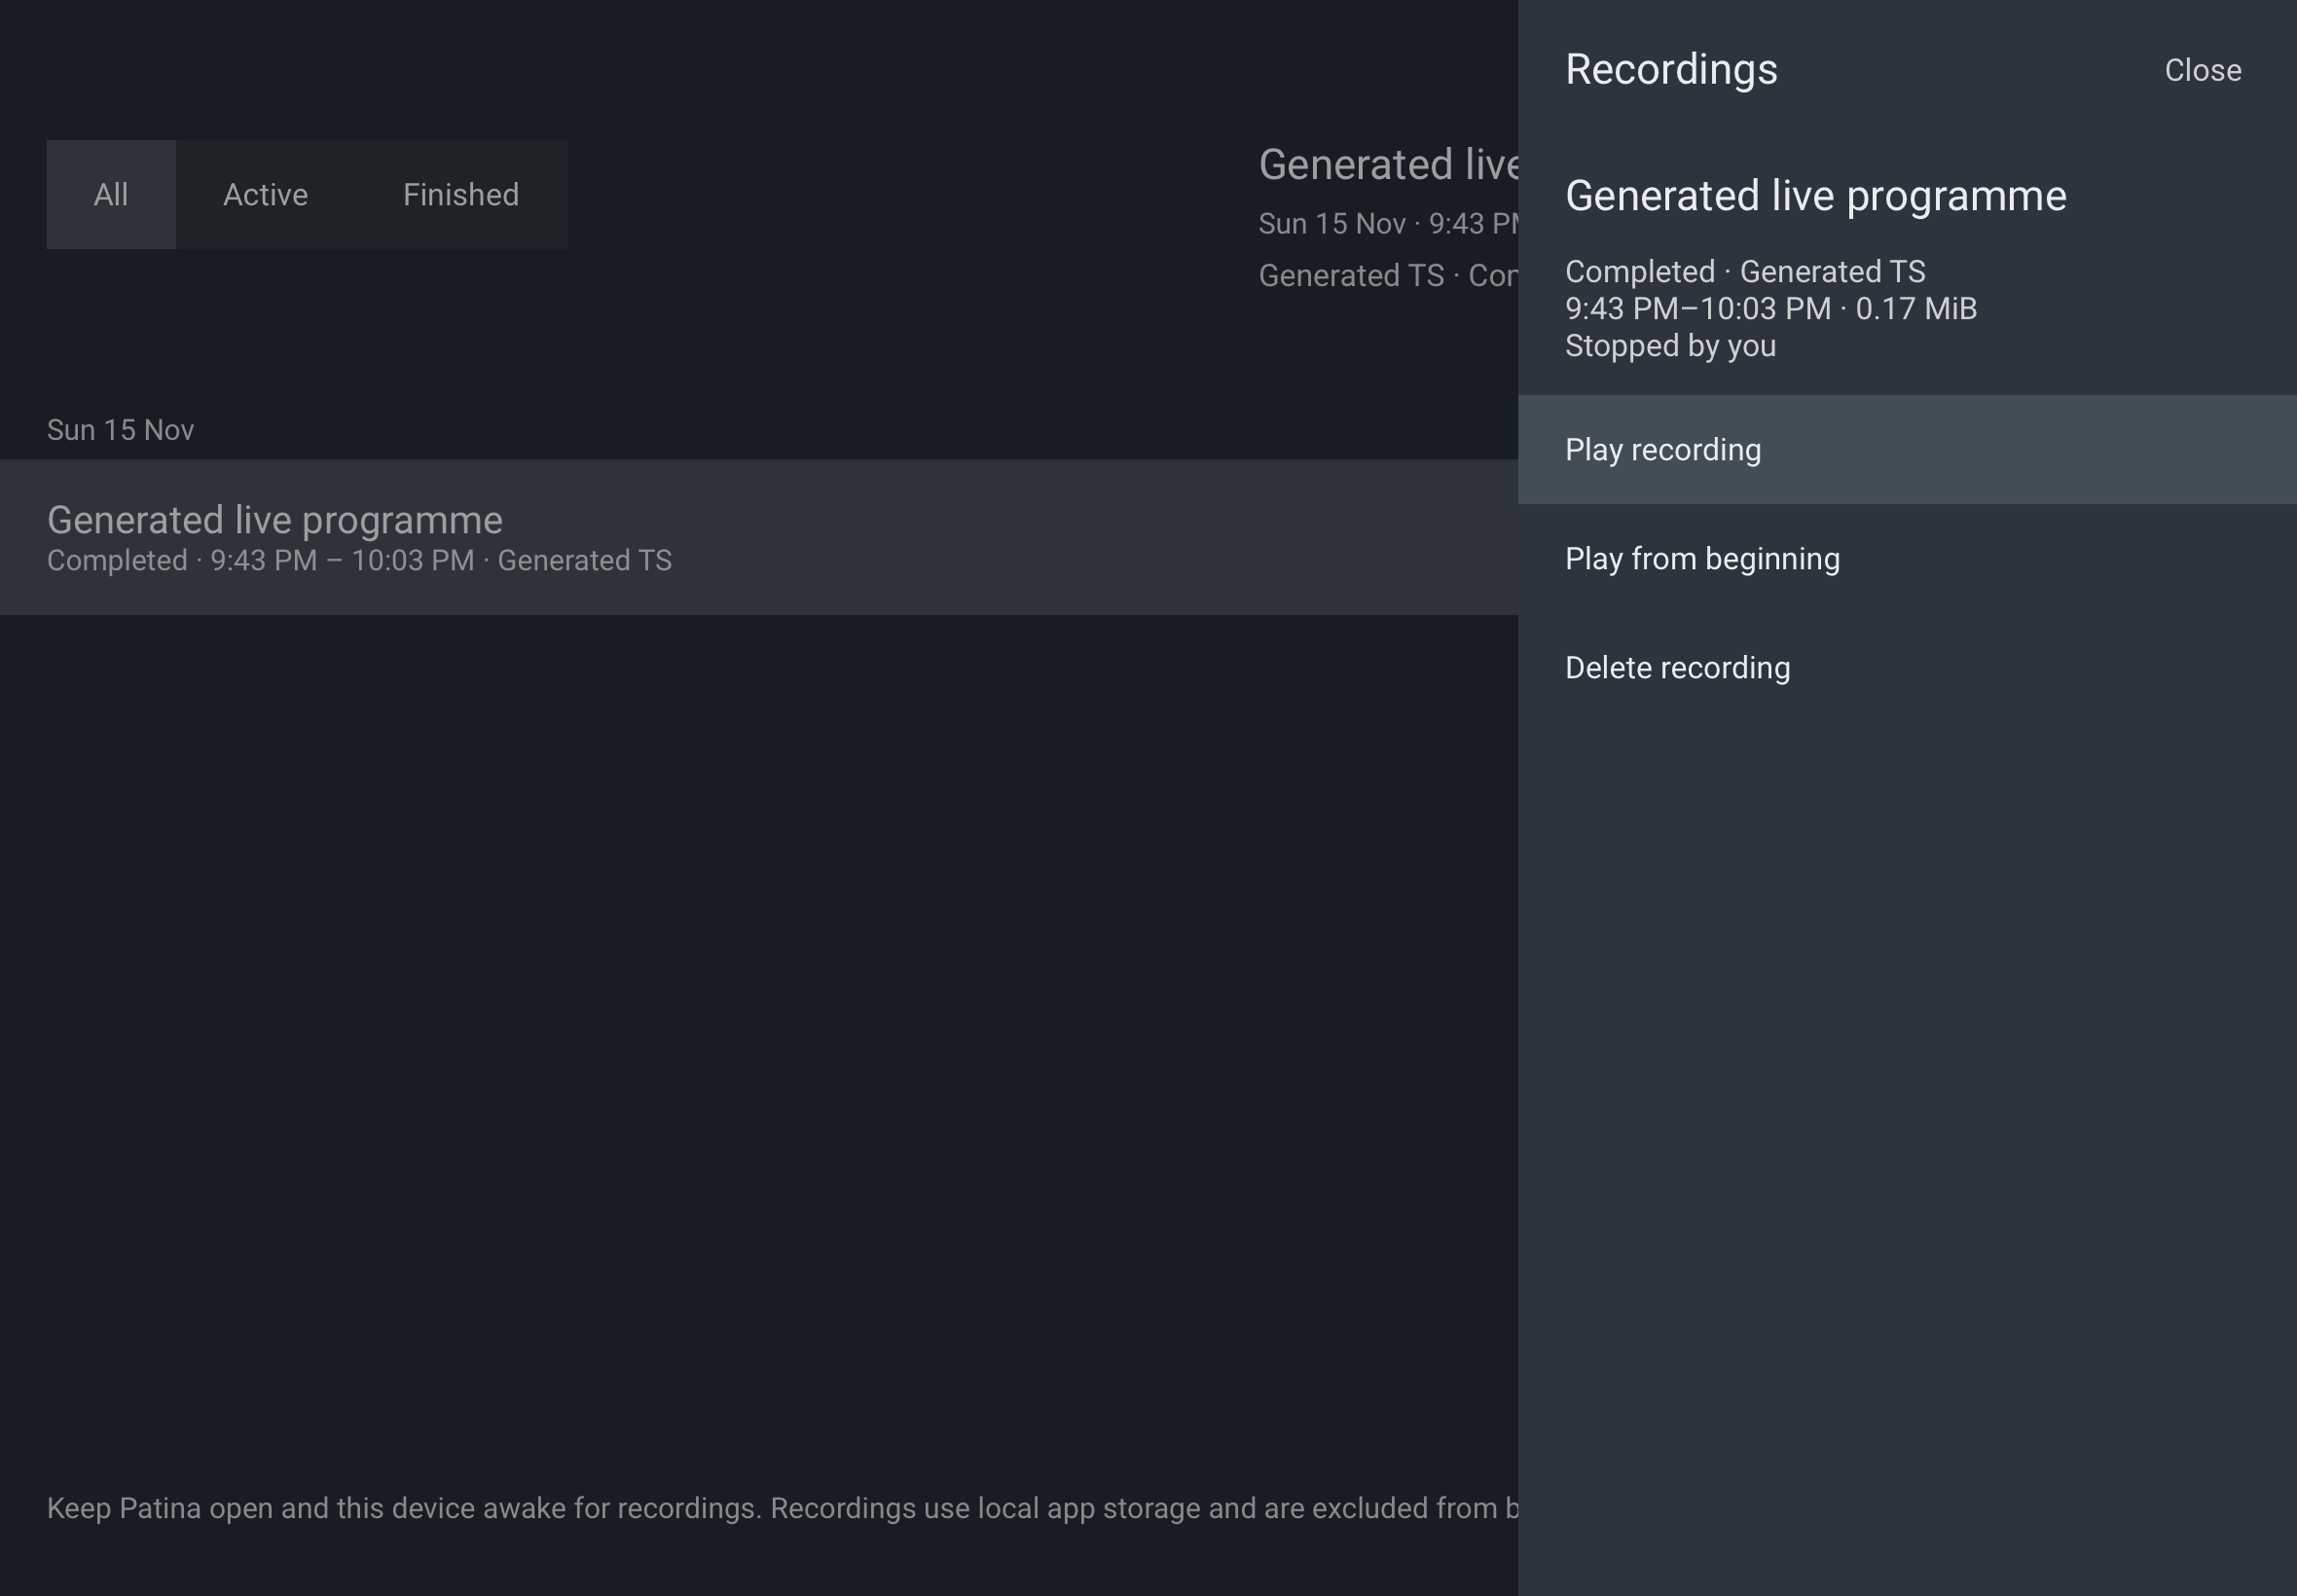 All
Active
Finished
Generated live
Sun 15 Nov · 9:43 PM
Generated TS · Com
Sun 15 Nov
Generated live programme
Completed · 9:43 PM – 10:03 PM · Generated TS
Keep Patina open and this device awake for recordings. Recordings use local app storage and are excluded from
Recordings
Close
Generated live programme
Completed · Generated TS
9:43 PM–10:03 PM · 0.17 MiB
Stopped by you
Play recording
Play from beginning
Delete recording